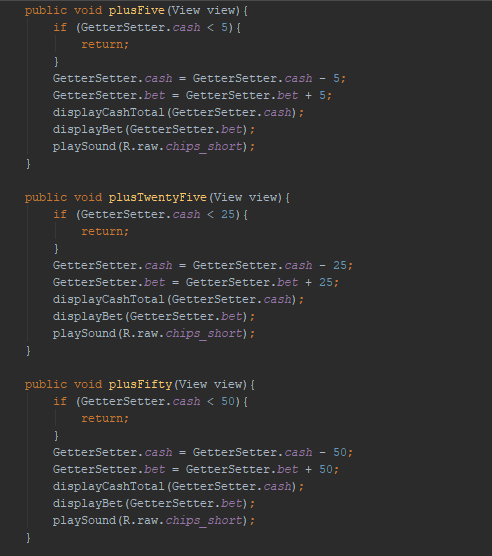 public void plusFive(View view){
if (GetterSetter.cash < 5){
return;
}
GetterSetter.cash = GetterSetter.cash - 5;
GetterSetter.bet = GetterSetter.bet + 5;
displayCashTotal(GetterSetter.cash);
displayBet(GetterSetter.bet);
playSound(R.raw.chips_short);
}
public void plusTwentyFive(View view){
if (GetterSetter.cash < 25){
return;
}
GetterSetter.cash = GetterSetter.cash - 25;
GetterSetter.bet = GetterSetter.bet + 25;
displayCashTotal(GetterSetter.cash);
displayBet(GetterSetter.bet);
playSound(R.raw.chips_short);
}
public void plusFifty(View view){
if (GetterSetter.cash < 50){
return;
}
GetterSetter.cash = GetterSetter.cash - 50;
GetterSetter.bet = GetterSetter.bet + 50;
displayCashTotal(GetterSetter.cash);
displayBet(GetterSetter.bet);
playSound(R.raw.chips_short);
}